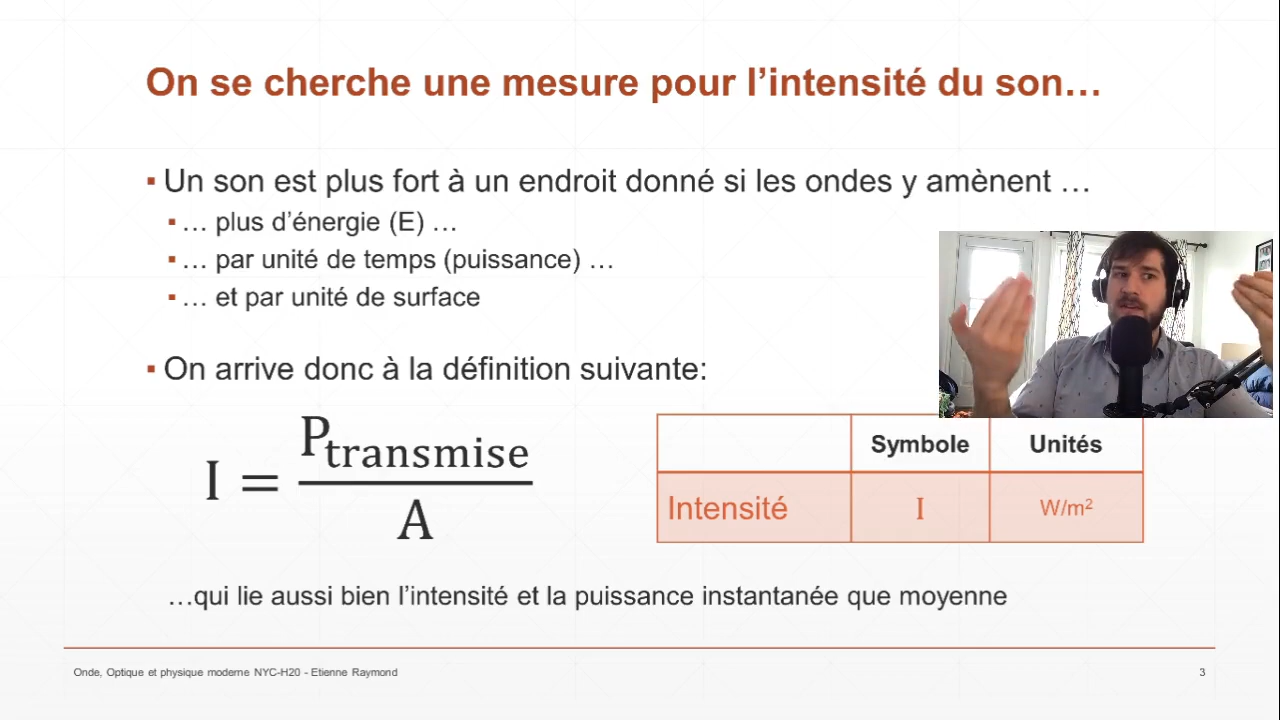 On se cherche une mesure pour l’intensité du son…
▪ Un son est plus fort à un endroit donné si les ondes y amènent …
▪ … plus d’énergie (E) …
▪ … par unité de temps (puissance) …
▪ … et par unité de surface
▪ On arrive donc à la définition suivante:
I = P_transmise / A
Symbole Unités
Intensité I W/m²
…qui lie aussi bien l’intensité et la puissance instantanée que moyenne
Onde, Optique et physique moderne NYC-H20 - Etienne Raymond 3